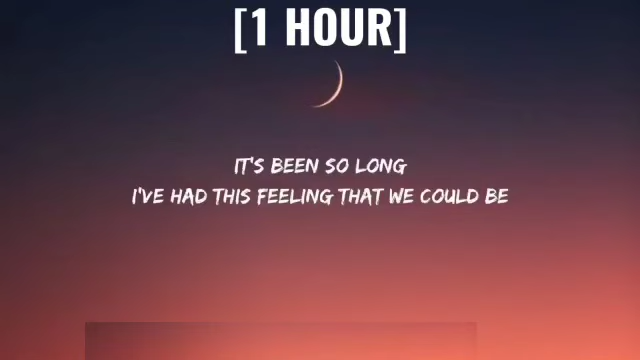 [1 HOUR]
IT'S BEEN SO LONG
I'VE HAD THIS FEELING THAT WE COULD BE